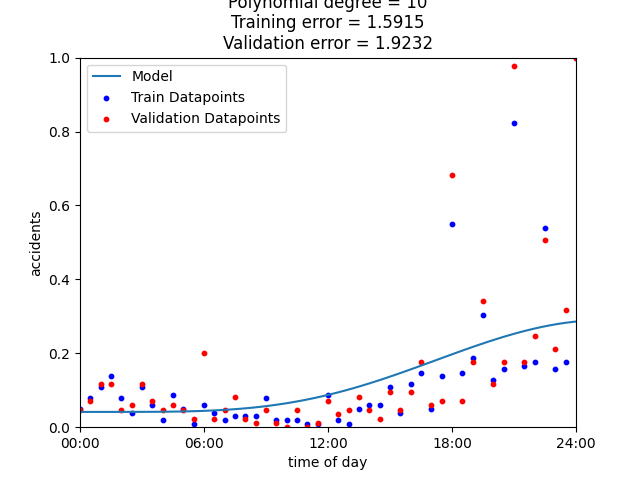 Polynomial degree = 10
Training error = 1.5915
Validation error = 1.9232
1.0
Model
Train Datapoints
Validation Datapoints
0.8
0.6
accidents
0.4
0.2
0.0
00:00 06:00 12:00 18:00 24:00
time of day